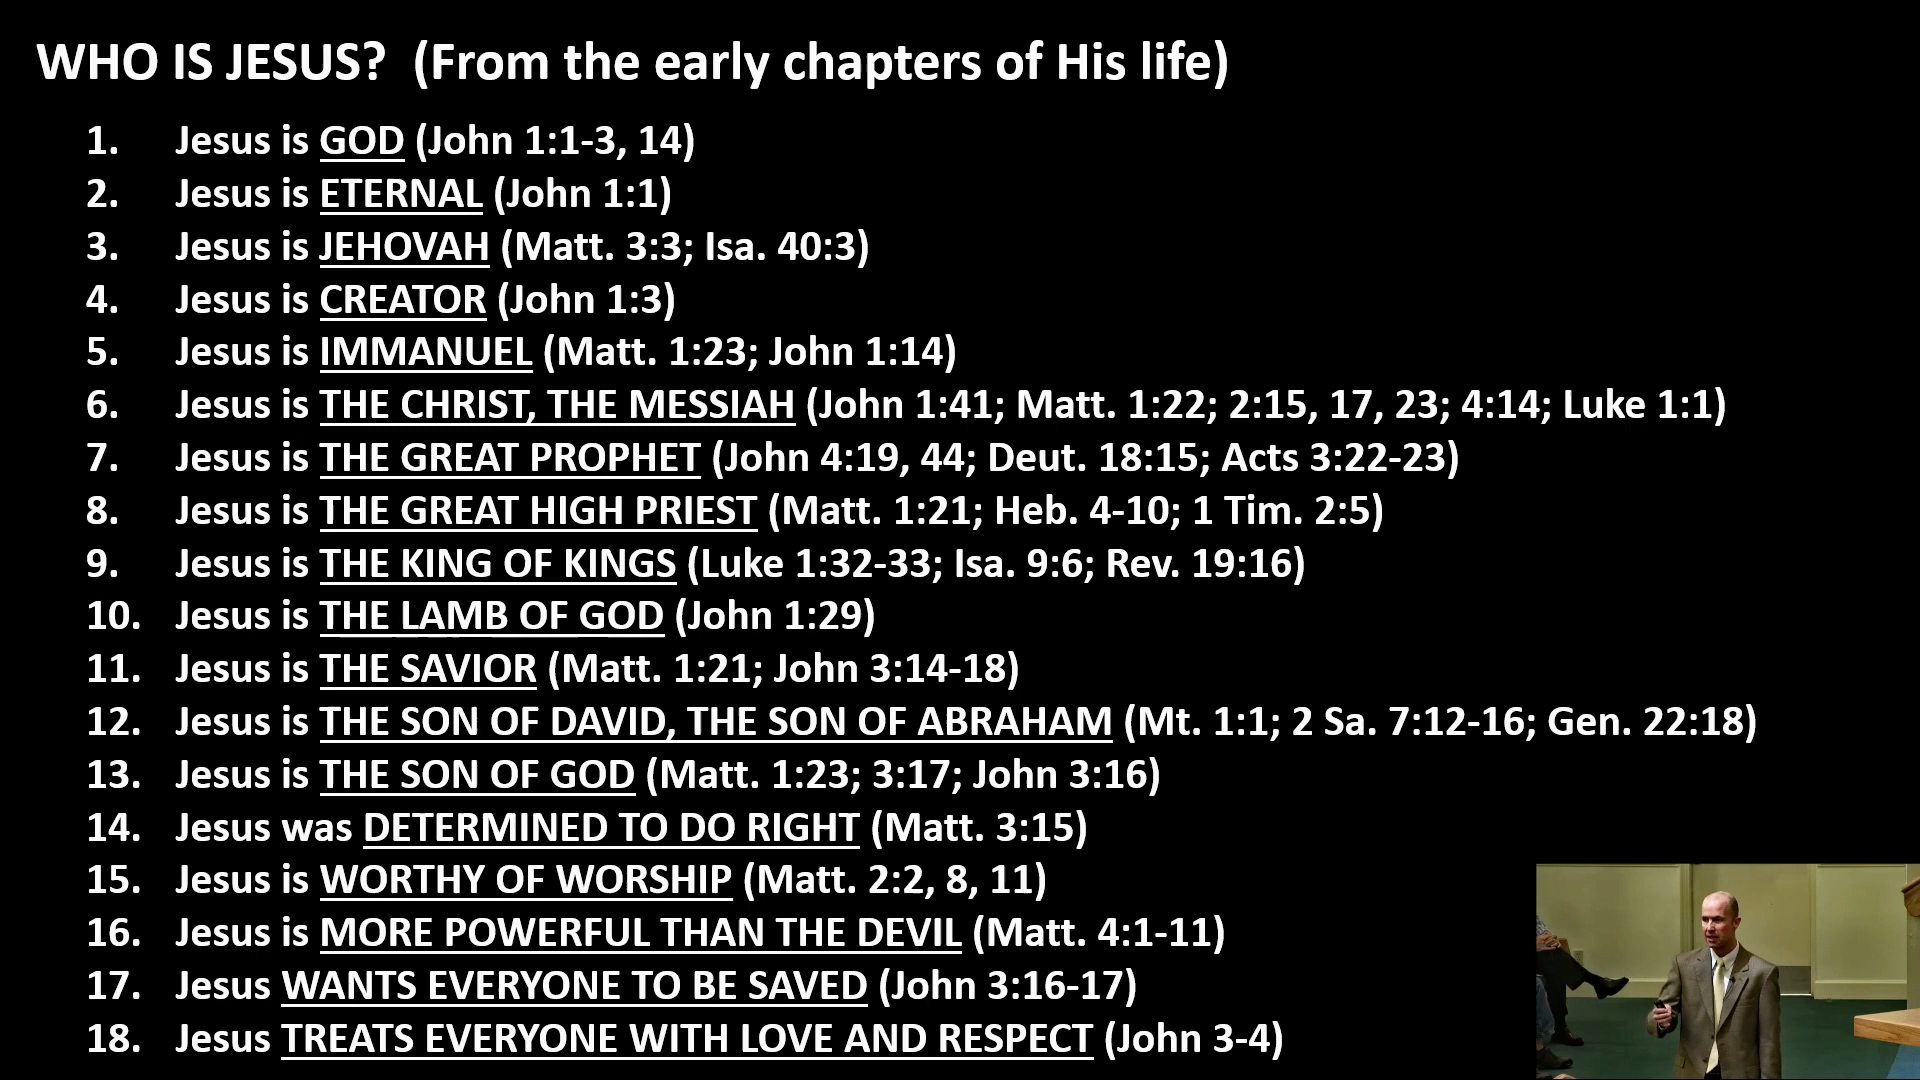 WHO IS JESUS? (From the early chapters of His life)
1. Jesus is GOD (John 1:1-3, 14)
2. Jesus is ETERNAL (John 1:1)
3. Jesus is JEHOVAH (Matt. 3:3; Isa. 40:3)
4. Jesus is CREATOR (John 1:3)
5. Jesus is IMMANUEL (Matt. 1:23; John 1:14)
6. Jesus is THE CHRIST, THE MESSIAH (John 1:41; Matt. 1:22; 2:15, 17, 23; 4:14; Luke 1:1)
7. Jesus is THE GREAT PROPHET (John 4:19, 44; Deut. 18:15; Acts 3:22-23)
8. Jesus is THE GREAT HIGH PRIEST (Matt. 1:21; Heb. 4-10; 1 Tim. 2:5)
9. Jesus is THE KING OF KINGS (Luke 1:32-33; Isa. 9:6; Rev. 19:16)
10. Jesus is THE LAMB OF GOD (John 1:29)
11. Jesus is THE SAVIOR (Matt. 1:21; John 3:14-18)
12. Jesus is THE SON OF DAVID, THE SON OF ABRAHAM (Mt. 1:1; 2 Sa. 7:12-16; Gen. 22:18)
13. Jesus is THE SON OF GOD (Matt. 1:23; 3:17; John 3:16)
14. Jesus was DETERMINED TO DO RIGHT (Matt. 3:15)
15. Jesus is WORTHY OF WORSHIP (Matt. 2:2, 8, 11)
16. Jesus is MORE POWERFUL THAN THE DEVIL (Matt. 4:1-11)
17. Jesus WANTS EVERYONE TO BE SAVED (John 3:16-17)
18. Jesus TREATS EVERYONE WITH LOVE AND RESPECT (John 3-4)